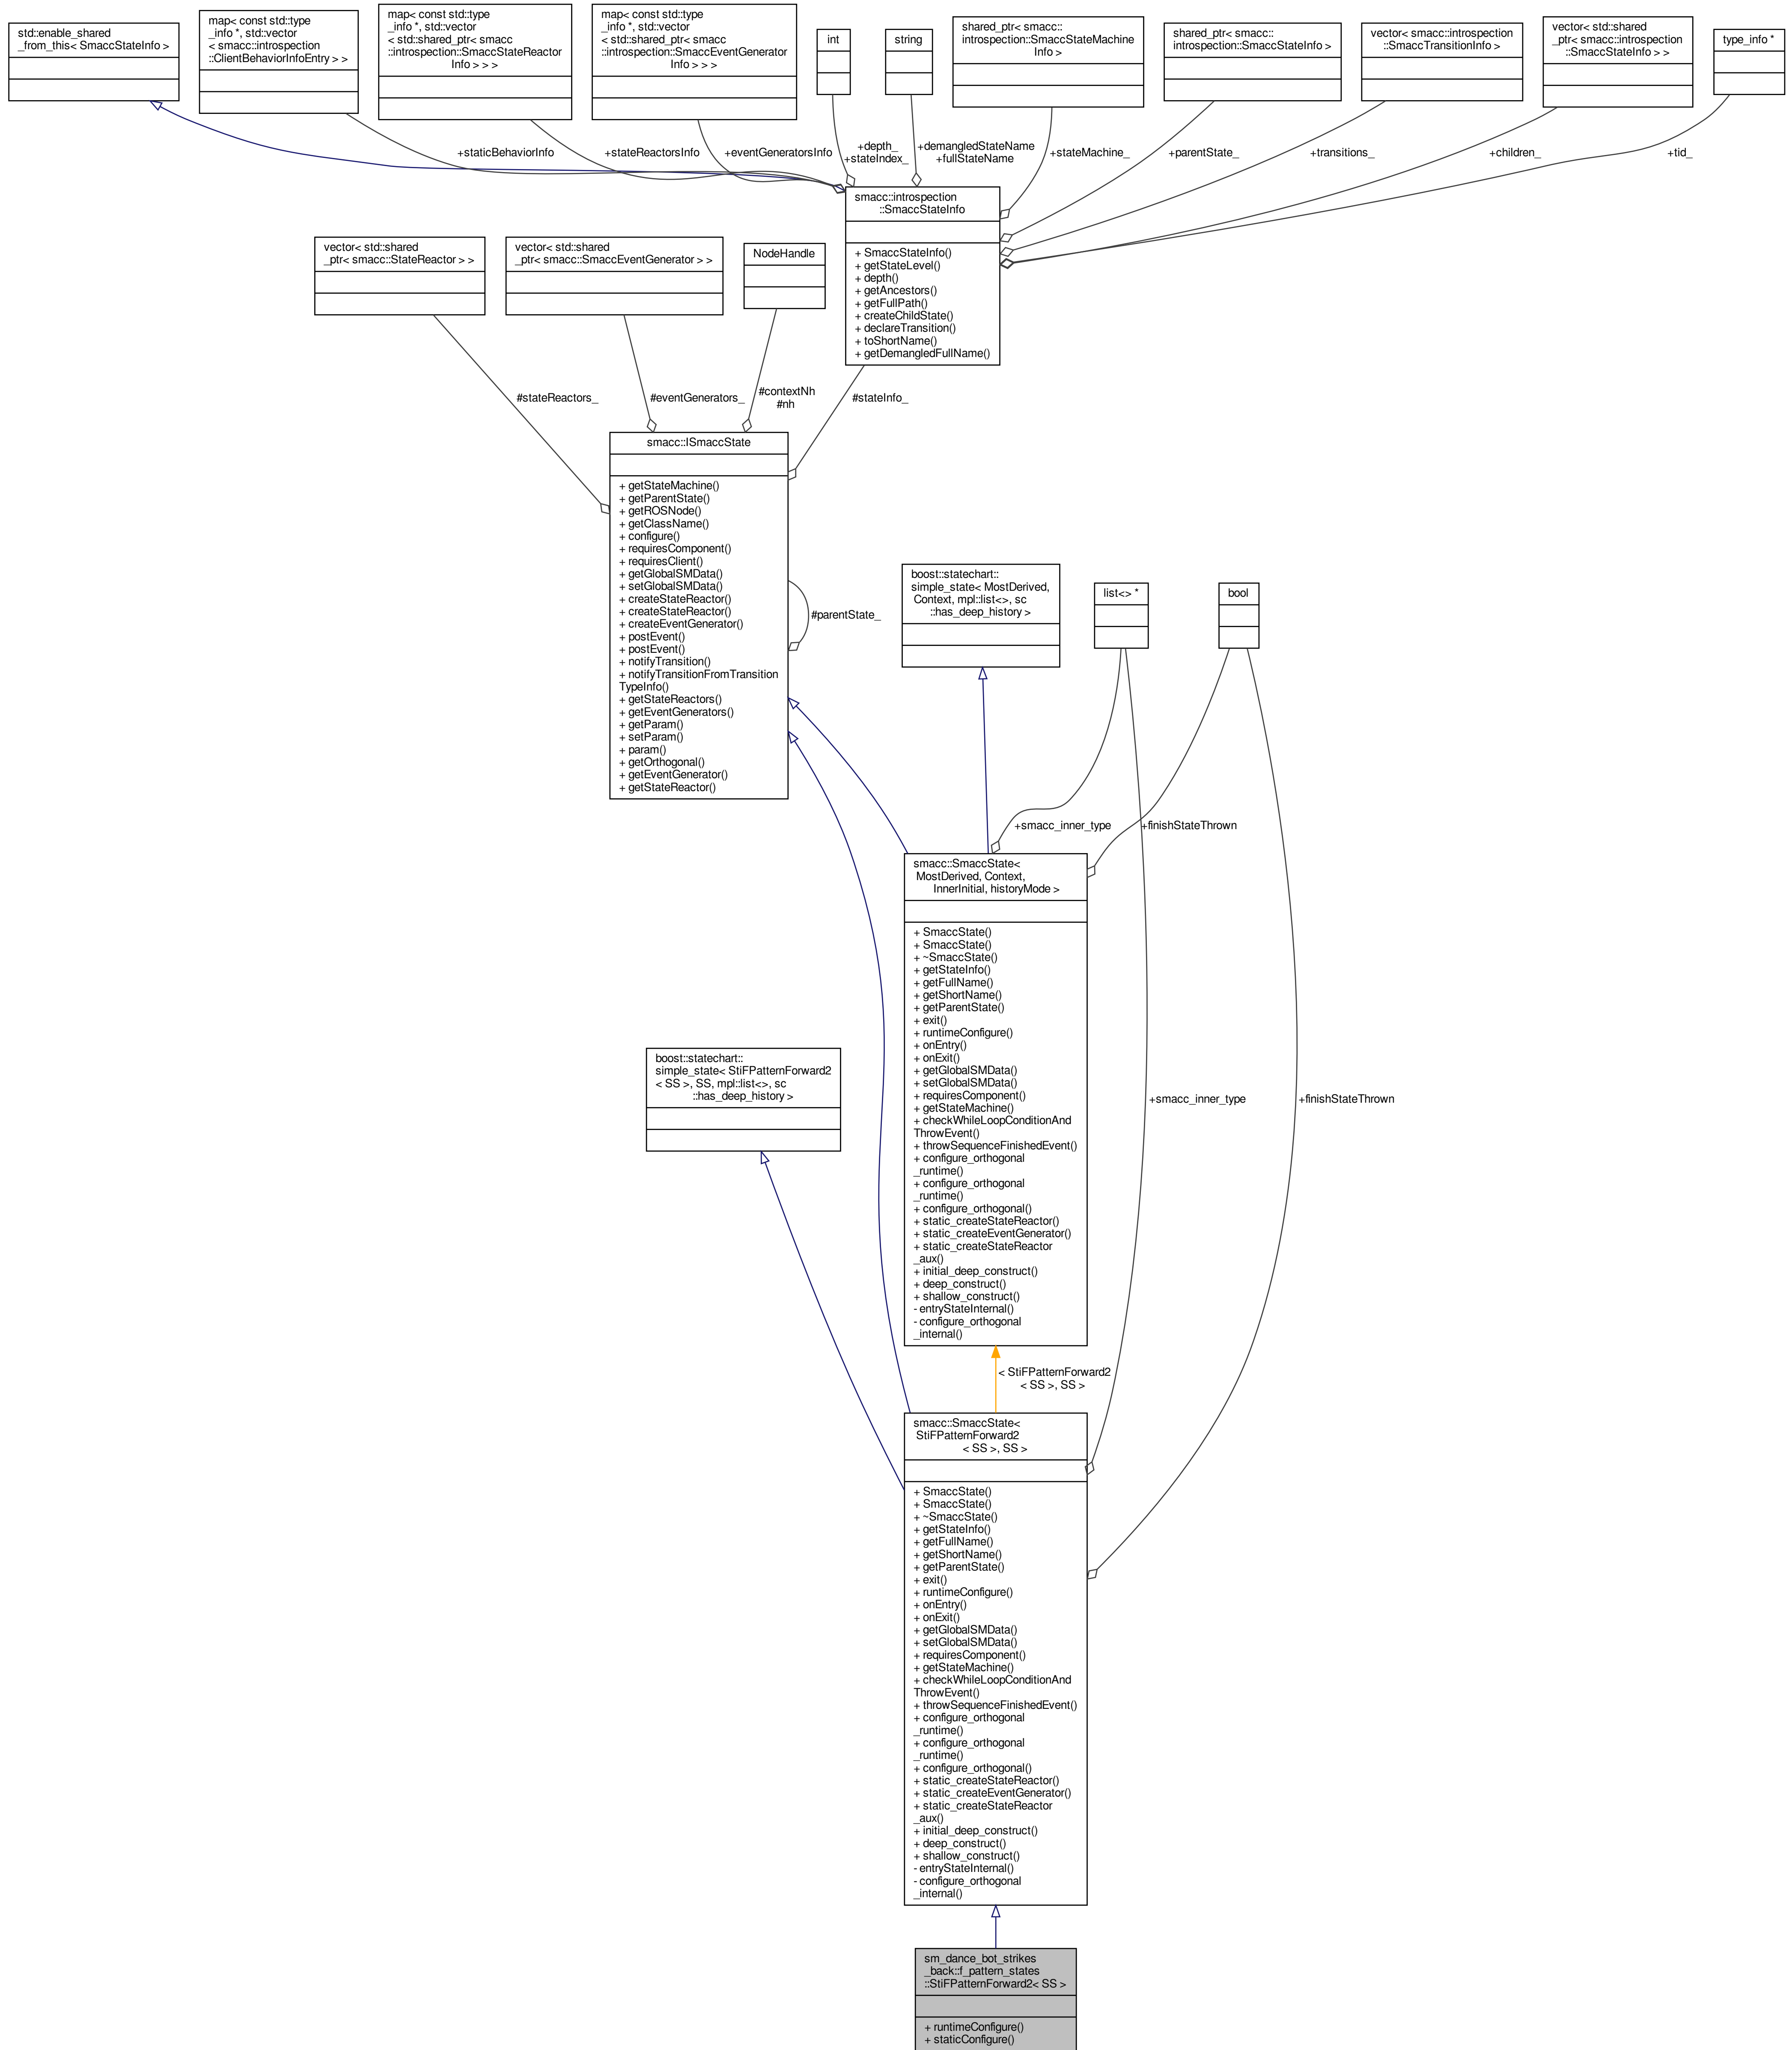 std::enable_shared
_from_this< SmaccStateInfo >
map< const std::type
_info *, std::vector
< smacc::introspection
::ClientBehaviorInfoEntry > >
map< const std::type
_info *, std::vector
< std::shared_ptr< smacc
::introspection::SmaccStateReactor
Info > > >
map< const std::type
_info *, std::vector
< std::shared_ptr< smacc
::introspection::SmaccEventGenerator
Info > > >
int
string
shared_ptr< smacc::
introspection::SmaccStateMachine
Info >
shared_ptr< smacc::
introspection::SmaccStateInfo >
vector< smacc::introspection
::SmaccTransitionInfo >
vector< std::shared
_ptr< smacc::introspection
::SmaccStateInfo > >
type_info *
+staticBehaviorInfo
+stateReactorsInfo
+eventGeneratorsInfo
+depth_
+stateIndex_
+demangledStateName
+fullStateName
+stateMachine_
+parentState_
+transitions_
+children_
+tid_
smacc::introspection
::SmaccStateInfo
+ SmaccStateInfo()
+ getStateLevel()
+ depth()
+ getAncestors()
+ getFullPath()
+ createChildState()
+ declareTransition()
+ toShortName()
+ getDemangledFullName()
vector< std::shared
_ptr< smacc::StateReactor > >
vector< std::shared
_ptr< smacc::SmaccEventGenerator > >
NodeHandle
#stateReactors_
#eventGenerators_
#contextNh
#nh
#stateInfo_
smacc::ISmaccState
+ getStateMachine()
+ getParentState()
+ getROSNode()
+ getClassName()
+ configure()
+ requiresComponent()
+ requiresClient()
+ getGlobalSMData()
+ setGlobalSMData()
+ createStateReactor()
+ createStateReactor()
+ createEventGenerator()
+ postEvent()
+ postEvent()
+ notifyTransition()
+ notifyTransitionFromTransition
TypeInfo()
+ getStateReactors()
+ getEventGenerators()
+ getParam()
+ setParam()
+ param()
+ getOrthogonal()
+ getEventGenerator()
+ getStateReactor()
#parentState_
boost::statechart::
simple_state< MostDerived,
Context, mpl::list<>, sc
::has_deep_history >
list<> *
bool
+smacc_inner_type
+finishStateThrown
smacc::SmaccState<
MostDerived, Context,
InnerInitial, historyMode >
+ SmaccState()
+ SmaccState()
+ ~SmaccState()
+ getStateInfo()
+ getFullName()
+ getShortName()
+ getParentState()
+ exit()
+ runtimeConfigure()
+ onEntry()
+ onExit()
+ getGlobalSMData()
+ setGlobalSMData()
+ requiresComponent()
+ getStateMachine()
+ checkWhileLoopConditionAnd
ThrowEvent()
+ throwSequenceFinishedEvent()
+ configure_orthogonal
_runtime()
+ configure_orthogonal
_runtime()
+ configure_orthogonal()
+ static_createStateReactor()
+ static_createEventGenerator()
+ static_createStateReactor
_aux()
+ initial_deep_construct()
+ deep_construct()
+ shallow_construct()
- entryStateInternal()
- configure_orthogonal
_internal()
boost::statechart::
simple_state< StiFPatternForward2
< SS >, SS, mpl::list<>, sc
::has_deep_history >
+smacc_inner_type
+finishStateThrown
< StiFPatternForward2
< SS >, SS >
smacc::SmaccState<
StiFPatternForward2
< SS >, SS >
+ SmaccState()
+ SmaccState()
+ ~SmaccState()
+ getStateInfo()
+ getFullName()
+ getShortName()
+ getParentState()
+ exit()
+ runtimeConfigure()
+ onEntry()
+ onExit()
+ getGlobalSMData()
+ setGlobalSMData()
+ requiresComponent()
+ getStateMachine()
+ checkWhileLoopConditionAnd
ThrowEvent()
+ throwSequenceFinishedEvent()
+ configure_orthogonal
_runtime()
+ configure_orthogonal
_runtime()
+ configure_orthogonal()
+ static_createStateReactor()
+ static_createEventGenerator()
+ static_createStateReactor
_aux()
+ initial_deep_construct()
+ deep_construct()
+ shallow_construct()
- entryStateInternal()
- configure_orthogonal
_internal()
sm_dance_bot_strikes
_back::f_pattern_states
::StiFPatternForward2< SS >
+ runtimeConfigure()
+ staticConfigure()